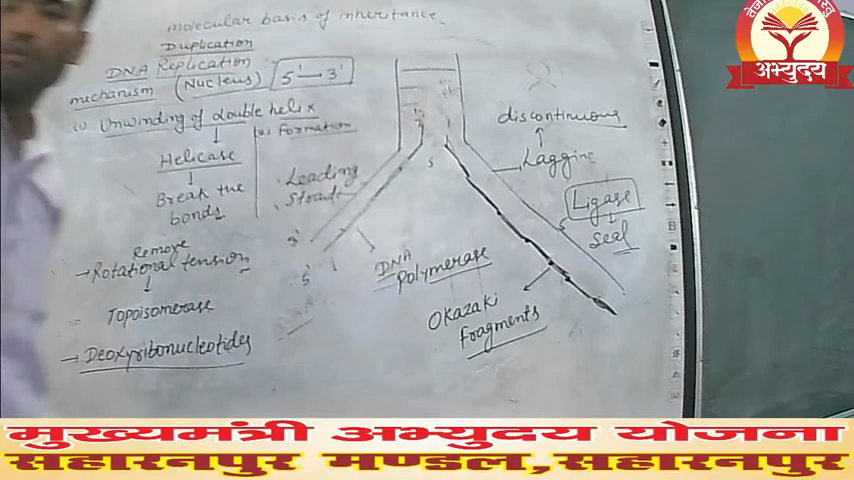 molecular basis of inheritance.
Duplication
DNA Replication
mechanism (Nucleus) 5' → 3'
(i) Unwinding of double helix
(ii) Formation
Helicase
Break the
bonds
Remove
→ Rotational tension
Topoisomerase
→ Deoxyribonucleotides
Leading
3'
5'
5
DNA
Polymerase
Okazaki
fragments
discontinuous
Lagging
Ligase
Seal
अभ्युदय
मुख्यमंत्री अभ्युदय योजना
सहारनपुर मण्डल,सहारनपुर